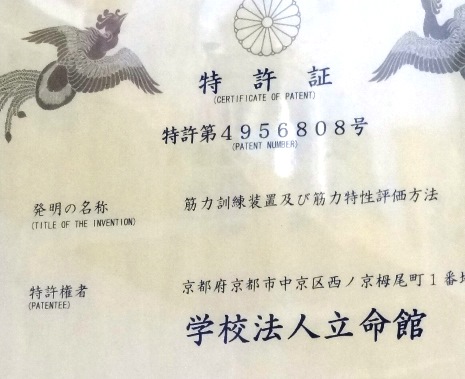 特許証
(CERTIFICATE OF PATENT)
特許第4956808号
(PATENT NUMBER)
発明の名称 筋力訓練装置及び筋力特性評価方法
(TITLE OF THE INVENTION)
特許権者 京都府京都市中京区西ノ京栂尾町1番
(PATENTEE)
学校法人立命館